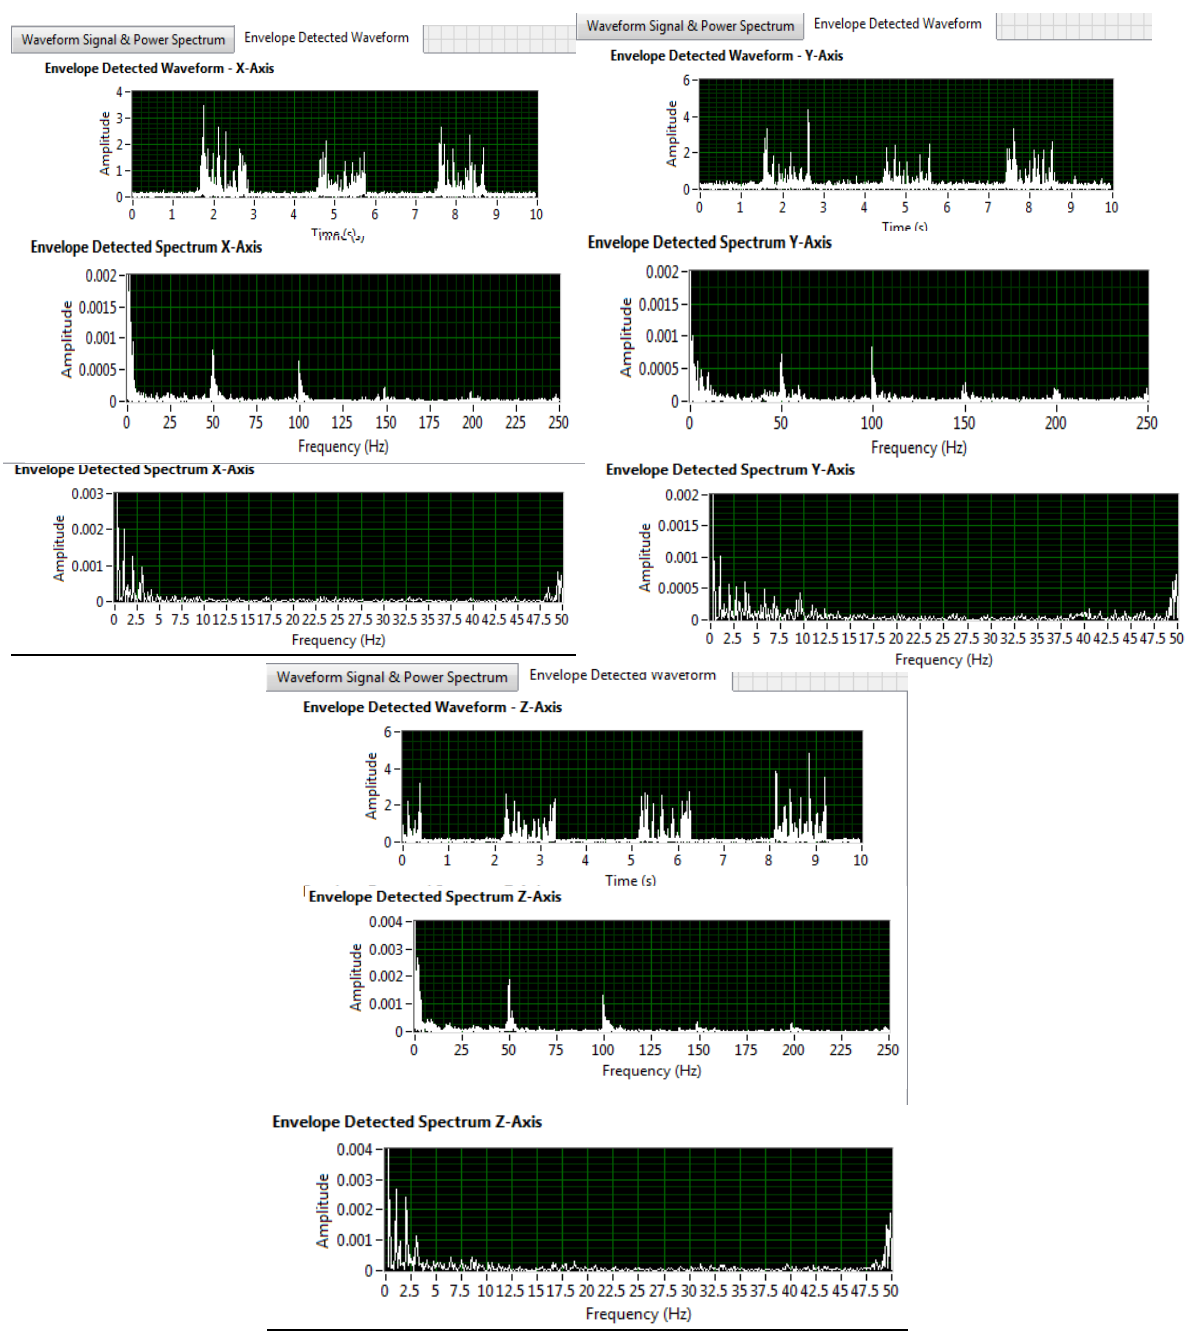 Waveform Signal & Power Spectrum
Envelope Detected Waveform
Envelope Detected Waveform - X-Axis
Amplitude
4
3
2
1
0
0 1 2 3 4 5 6 7 8 9 10
Envelope Detected Spectrum X-Axis
Amplitude
0.002
0.0015
0.001
0.0005
0
0 25 50 75 100 125 150 175 200 225 250
Frequency (Hz)
Envelope Detected Spectrum X-Axis
Amplitude
0.003
0.002
0.001
0
0 2.5 5 7.5 10 12.5 15 17.5 20 22.5 25 27.5 30 32.5 35 37.5 40 42.5 45 47.5 50
Frequency (Hz)
Waveform Signal & Power Spectrum
Envelope Detected Waveform
Envelope Detected Waveform - Y-Axis
Amplitude
6
4
2
0
0 1 2 3 4 5 6 7 8 9 10
Time (s)
Envelope Detected Spectrum Y-Axis
Amplitude
0.002
0.0015
0.001
0.0005
0
0 50 100 150 200 250
Frequency (Hz)
Envelope Detected Spectrum Y-Axis
Amplitude
0.002
0.0015
0.001
0.0005
0
0 2.5 5 7.5 10 12.5 15 17.5 20 22.5 25 27.5 30 32.5 35 37.5 40 42.5 45 47.5 50
Frequency (Hz)
Waveform Signal & Power Spectrum
Envelope Detected Waveform
Envelope Detected Waveform - Z-Axis
Amplitude
6
4
2
0
0 1 2 3 4 5 6 7 8 9 10
Time (s)
Envelope Detected Spectrum Z-Axis
Amplitude
0.004
0.003
0.002
0.001
0
0 25 50 75 100 125 150 175 200 225 250
Frequency (Hz)
Envelope Detected Spectrum Z-Axis
Amplitude
0.004
0.003
0.002
0.001
0
0 2.5 5 7.5 10 12.5 15 17.5 20 22.5 25 27.5 30 32.5 35 37.5 40 42.5 45 47.5 50
Frequency (Hz)